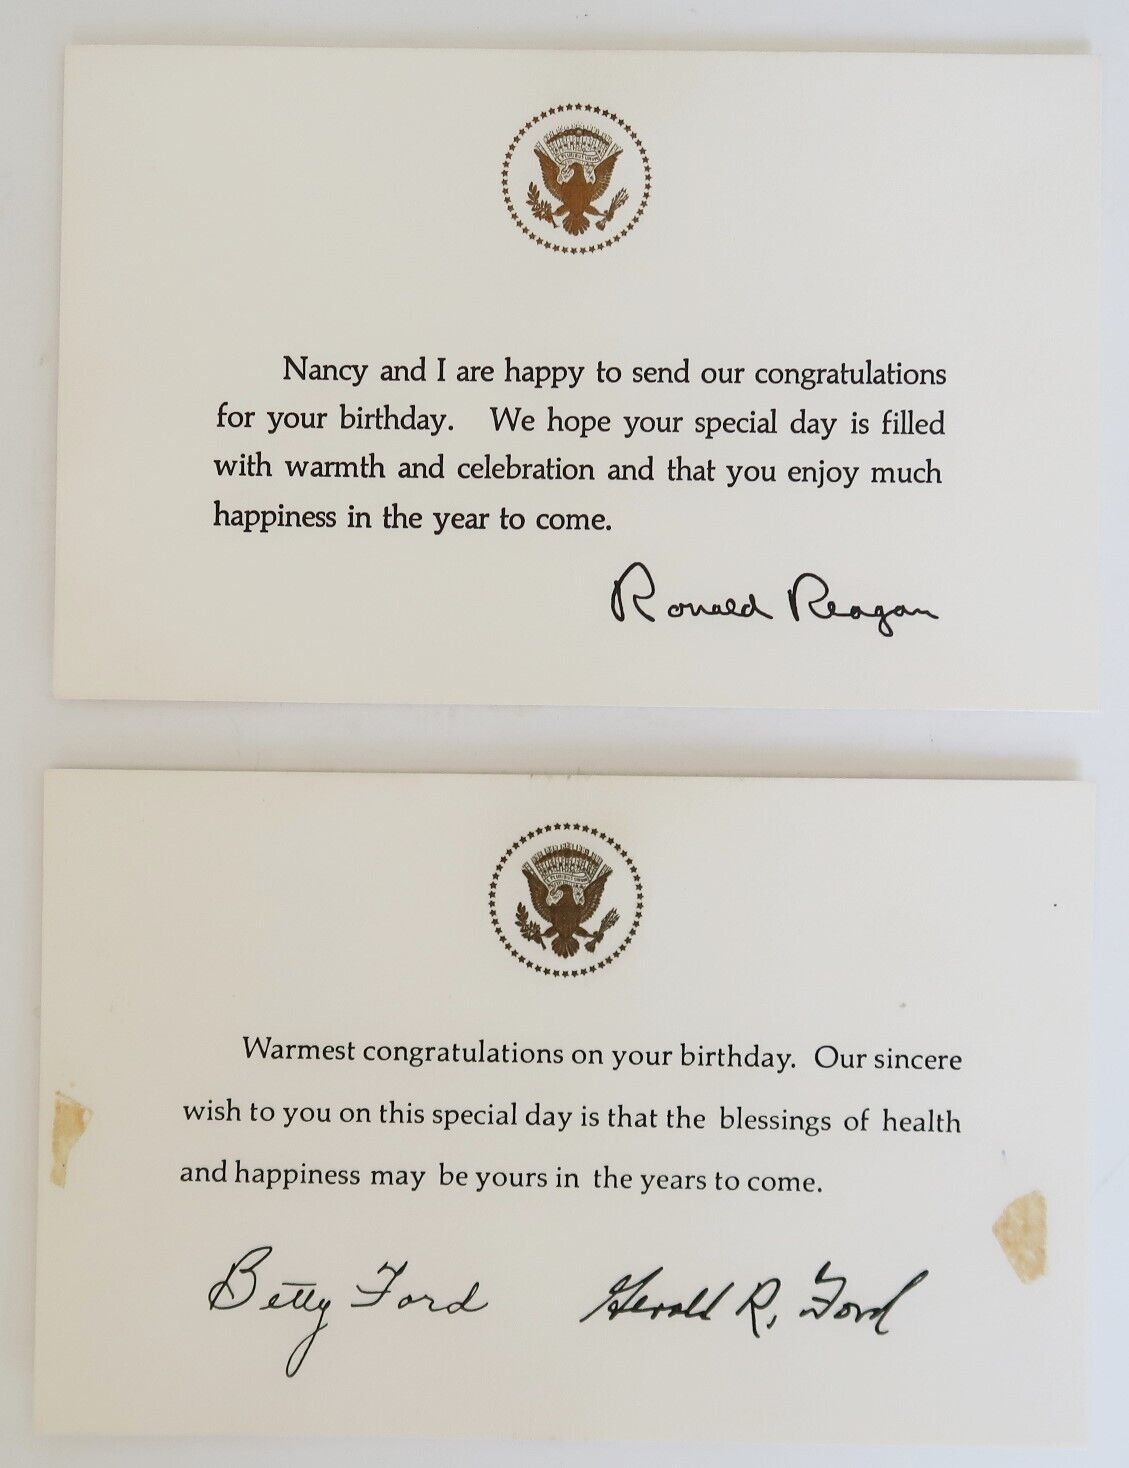 Nancy and I are happy to send our congratulations
for your birthday. We hope your special day is filled
with warmth and celebration and that you enjoy much
happiness in the year to come.
Ronald Reagan
Warmest congratulations on your birthday. Our sincere
wish to you on this special day is that the blessings of health
and happiness may be yours in the years to come.
Betty Ford Gerald R. Ford